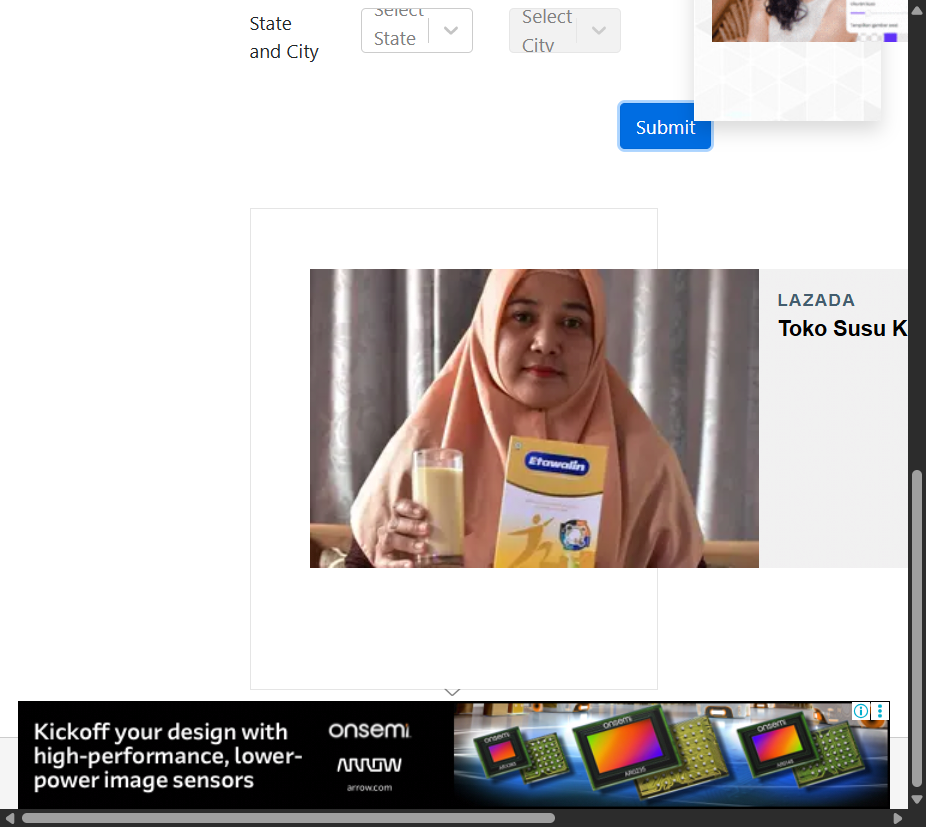 State
and City
Select
State
Select
City
Submit
LAZADA
Toko Susu K
Etawalin
Kickoff your design with
high-performance, lower-
power image sensors
onsemi
ARROW
arrow.com
onsemi
onsemi
AR0235
onsemi